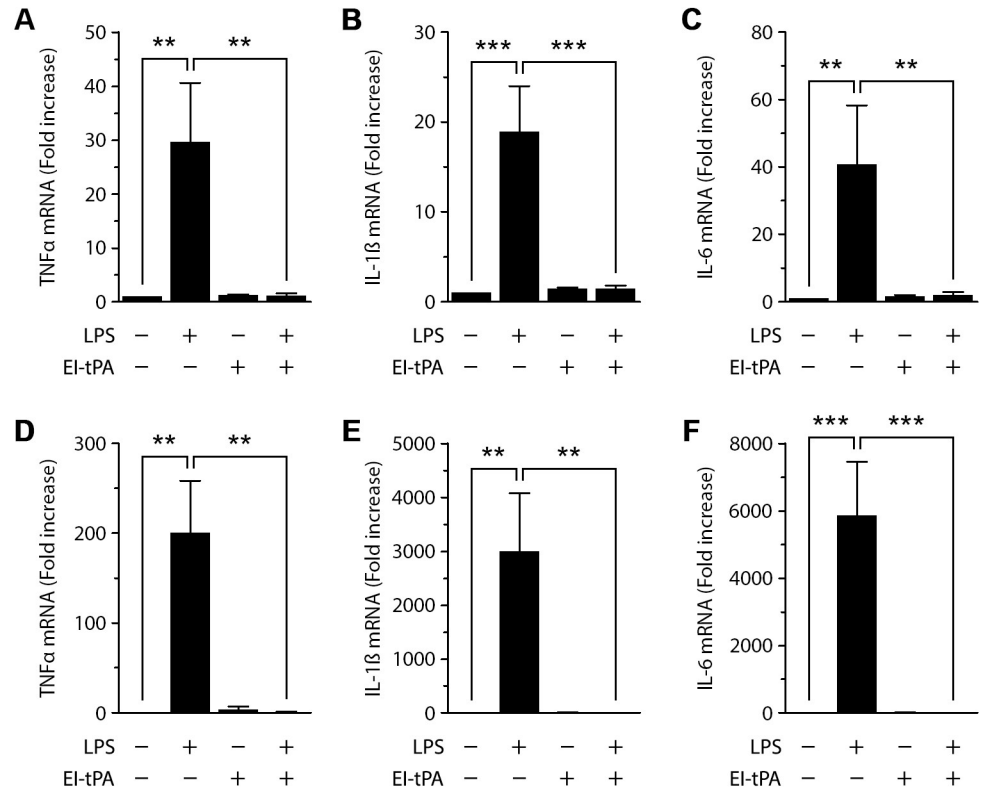 A
TNFα mRNA (Fold increase)
50
40
30
20
10
0
** **
LPS − + − +
EI-tPA − − + +
B
IL-1ß mRNA (Fold increase)
30
20
10
0
*** ***
LPS − + − +
EI-tPA − − + +
C
IL-6 mRNA (Fold increase)
80
60
40
20
0
** **
LPS − + − +
EI-tPA − − + +
D
TNFα mRNA (Fold increase)
300
200
100
0
** **
LPS − + − +
EI-tPA − − + +
E
IL-1ß mRNA (Fold increase)
5000
4000
3000
2000
1000
0
** **
LPS − + − +
EI-tPA − − + +
F
IL-6 mRNA (Fold increase)
8000
6000
4000
2000
0
*** ***
LPS − + − +
EI-tPA − − + +